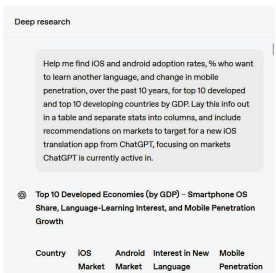 Deep research
Help me find iOS and android adoption rates, % who want
to learn another language, and change in mobile
penetration, over the past 10 years, for top 10 developed
and top 10 developing countries by GDP. Lay this info out
in a table and separate stats into columns, and include
recommendations on markets to target for a new iOS
translation app from ChatGPT, focusing on markets
ChatGPT is currently active in.
Top 10 Developed Economies (by GDP) – Smartphone OS
Share, Language-Learning Interest, and Mobile Penetration
Growth
Country iOS Android Interest in New Mobile
Market Market Language Penetration